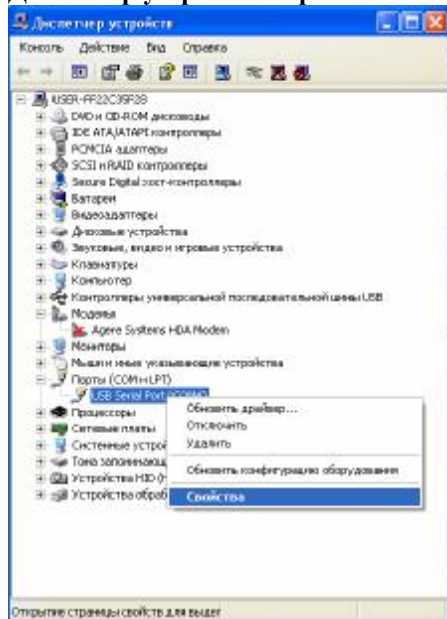 Диспетчер устройств
Консоль Действие Вид Справка
USER-FF22C35F28
DVD и CD-ROM дисководы
IDE ATA/ATAPI контроллеры
PCMCIA адаптеры
SCSI и RAID контроллеры
Secure Digital хост-контроллеры
Батареи
Видеоадаптеры
Дисковые устройства
Звуковые, видео и игровые устройства
Клавиатуры
Компьютер
Контроллеры универсальной последовательной шины USB
Модемы
Agere Systems HDA Modem
Мониторы
Мыши и иные указывающие устройства
Порты (COM и LPT)
USB Serial Port
Процессоры
Обновить драйвер...
Сетевые платы
Отключить
Системные устрой
Удалить
Тома запоминающ
Устройства HID (H
Обновить конфигурацию оборудования
Устройства обраб
Свойства
Открытие страницы свойств для выдел